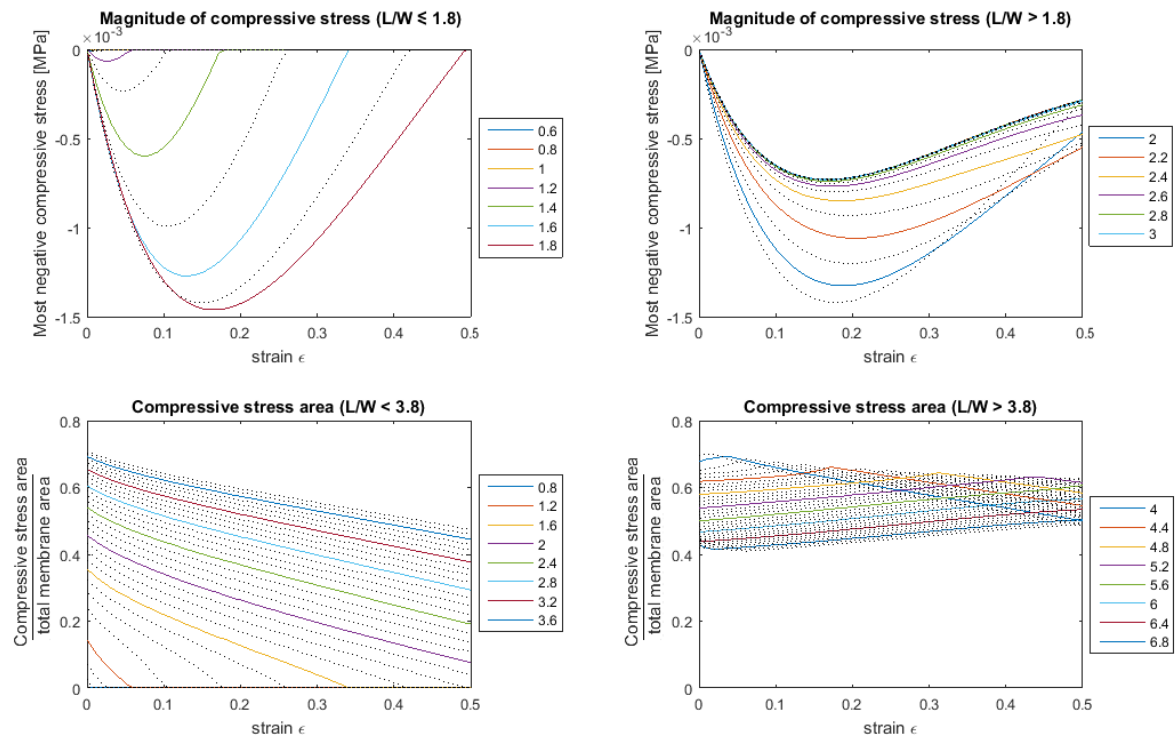 Magnitude of compressive stress (L/W ≤ 1.8)
×10⁻³
0
-0.5
-1
-1.5
Most negative compressive stress [MPa]
0 0.1 0.2 0.3 0.4 0.5
strain ϵ
0.6
0.8
1
1.2
1.4
1.6
1.8
Magnitude of compressive stress (L/W > 1.8)
×10⁻³
0
-0.5
-1
-1.5
Most negative compressive stress [MPa]
0 0.1 0.2 0.3 0.4 0.5
strain ϵ
2
2.2
2.4
2.6
2.8
3
Compressive stress area (L/W < 3.8)
0.8
0.6
0.4
0.2
0
Compressive stress area
total membrane area
0 0.1 0.2 0.3 0.4 0.5
strain ϵ
0.8
1.2
1.6
2
2.4
2.8
3.2
3.6
Compressive stress area (L/W > 3.8)
0.8
0.6
0.4
0.2
0
Compressive stress area
total membrane area
0 0.1 0.2 0.3 0.4 0.5
strain ϵ
4
4.4
4.8
5.2
5.6
6
6.4
6.8